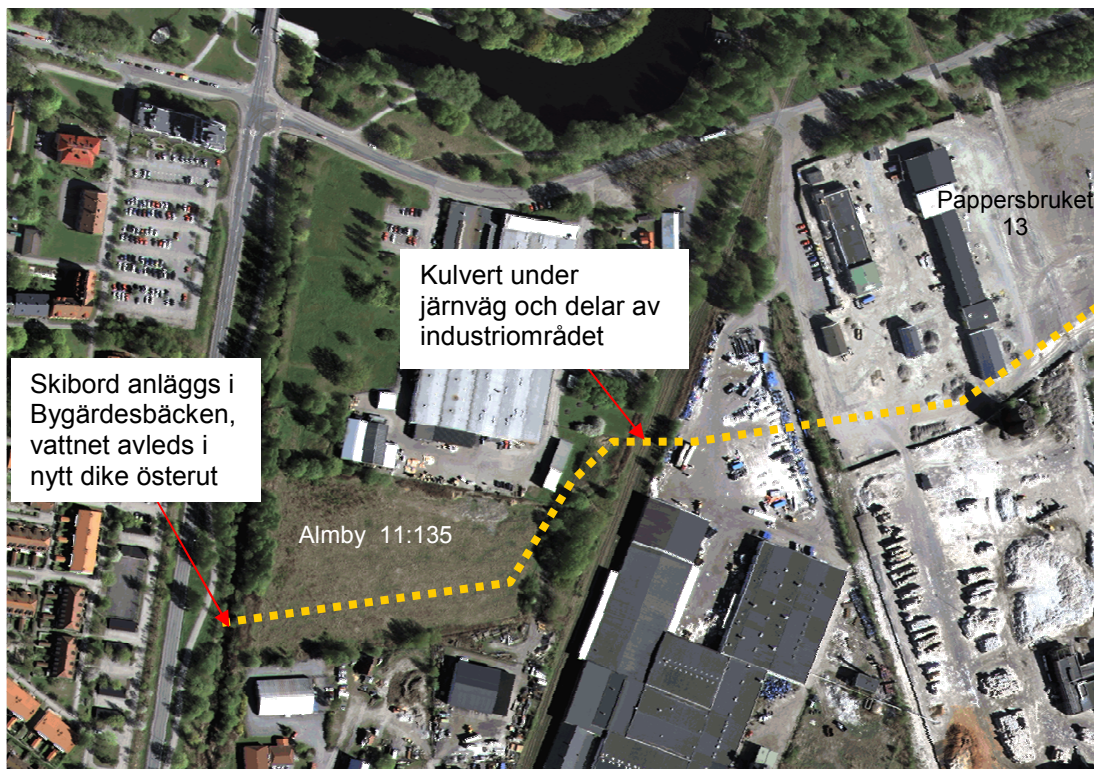 Pappersbruket
13
Kulvert under
järnväg och delar av
industriområdet
Skibord anläggs i
Bygärdesbäcken,
vattnet avleds i
nytt dike österut
Almby 11:135